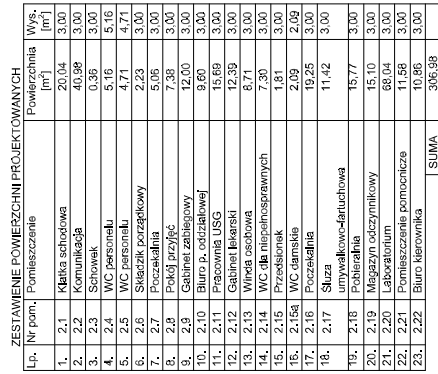 ZESTAWIENIE POWIERZCHNI PROJEKTOWANYCH
Lp. Nr pom. Pomieszczenie Powierzchnia [m²] Wys. [m²]
1. 2.1 Klatka schodowa 20,04 3,00
2. 2.2 Komunikacja 40,98 3,00
3. 2.3 Schowek 0,36 3,00
4. 2.4 WC personelu 5,16 5,16
5. 2.5 WC personelu 4,71 4,71
6. 2.6 Składzik porządkowy 2,23 3,00
7. 2.7 Poczekalnia 5,06 3,00
8. 2.8 Pokój przyjęć 7,38 3,00
9. 2.9 Gabinet zabiegowy 12,00 3,00
10. 2.10 Biuro p. oddziałowej 9,60 3,00
11. 2.11 Pracownia USG 15,69 3,00
12. 2.12 Gabinet lekarski 12,39 3,00
13. 2.13 Winda osobowa 8,71 3,00
14. 2.14 WC dla niepełnosprawnych 7,30 3,00
15. 2.15 Przedsionek 1,81 3,00
16. 2.15a WC damskie 2,09 2,09
17. 2.16 Poczekalnia 19,25 3,00
18. 2.17 Śluza umywalkowo-fartuchowa 11,42 3,00
19. 2.18 Pobieralnia 15,77 3,00
20. 2.19 Magazyn odczynnikowy 15,10 3,00
21. 2.20 Laboratorium 68,04 3,00
22. 2.21 Pomieszczenie pomocnicze 11,58 3,00
23. 2.222 Biuro kierownika 10,86 3,00
SUMA 306,98